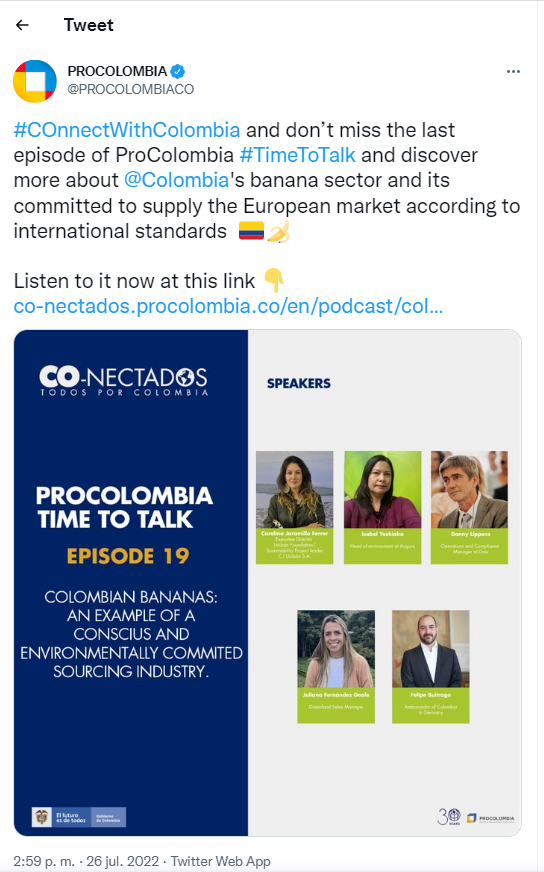 Tweet
PROCOLOMBIA
@PROCOLOMBIACO
#COnnectWithColombia and don’t miss the last
episode of ProColombia #TimeToTalk and discover
more about @Colombia's banana sector and its
committed to supply the European market according to
international standards 🇨🇴🍌
Listen to it now at this link 👇
co-nectados.procolombia.co/en/podcast/col…
CO-NECTADOS
TODOS POR COLOMBIA
PROCOLOMBIA
TIME TO TALK
EPISODE 19
COLOMBIAN BANANAS:
AN EXAMPLE OF A
CONSCIUS AND
ENVIRONMENTALLY COMMITED
SOURCING INDUSTRY.
El futuro
es de todos
Gobierno
de Colombia
SPEAKERS
Carolina Jaramillo Ferrer
Executive Director
Uniban Foundation/
Sustainability Project leader
C.I Uniban S.A.
Isabel
Head of environment at Augura
Danny Lippens
Operations and Compliance
Manager at Dole
Juliana Fernández
Greenland Sales Manager
Felipe Buitrago
Ambassador of Colombia
in Germany
30
YEARS
PROCOLOMBIA
2:59 p. m. · 26 jul. 2022 · Twitter Web App